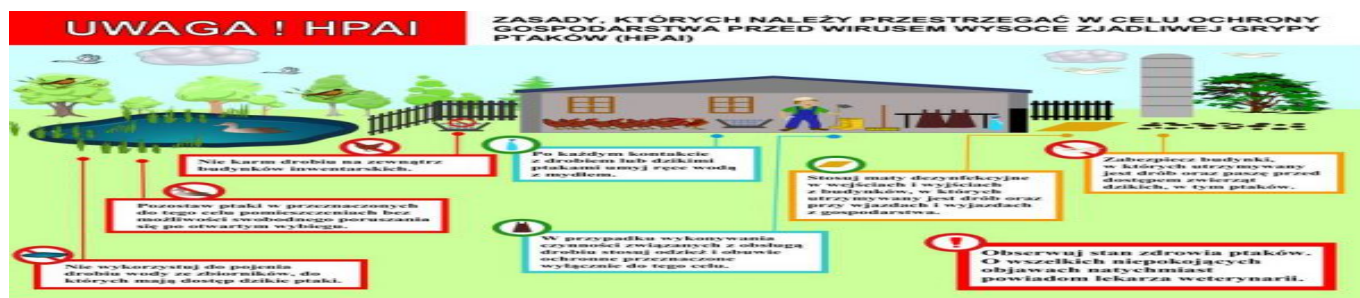 UWAGA ! HPAI
ZASADY, KTÓRYCH NALEŻY PRZESTRZEGAĆ W CELU OCHRONY
GOSPODARSTWA PRZED WIRUSEM WYSOCE ZJADLIWEJ GRYPY
PTAKÓW (HPAI)
Nie karm drobiu na zewnątrz
budynków inwentarskich.
Po każdym kontakcie
z drobiem lub dzikimi
ptakami umyj ręce wodą
z mydłem.
Stosuj maty dezynfekcyjne
w wejściach i wyjściach
z budynków, w których
utrzymywany jest drób oraz
przy wjazdach i wyjazdach
z gospodarstwa.
Zabezpiecz budynki,
w których utrzymywany
jest drób oraz paszę przed
dostępem zwierząt
dzikich, w tym ptaków.
Pozostaw ptaki w przeznaczonych
do tego celu pomieszczeniach bez
możliwości swobodnego poruszania
się po otwartym wybiegu.
W przypadku wykonywania
czynności związanych z obsługą
drobiu stosuj odzież i obuwie
ochronne przeznaczone
wyłącznie do tego celu.
Nie wykorzystuj do pojenia
drobiu wody ze zbiorników, do
których mają dostęp dzikie ptaki.
Obserwuj stan zdrowia ptaków.
O wszelkich niepokojących
objawach natychmiast
powiadom lekarza weterynarii.